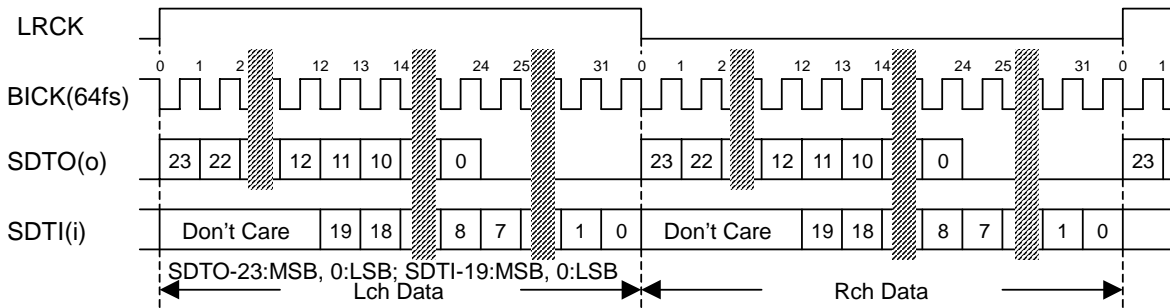 LRCK
0 1 2 12 13 14 24 25 31 0 1 2 12 13 14 24 25 31 0 1
BICK(64fs)
SDTO(o) 23 22 12 11 10 0 23 22 12 11 10 0 23
SDTI(i) Don't Care 19 18 8 7 1 0 Don't Care 19 18 8 7 1 0
SDTO-23:MSB, 0:LSB; SDTI-19:MSB, 0:LSB
Lch Data Rch Data